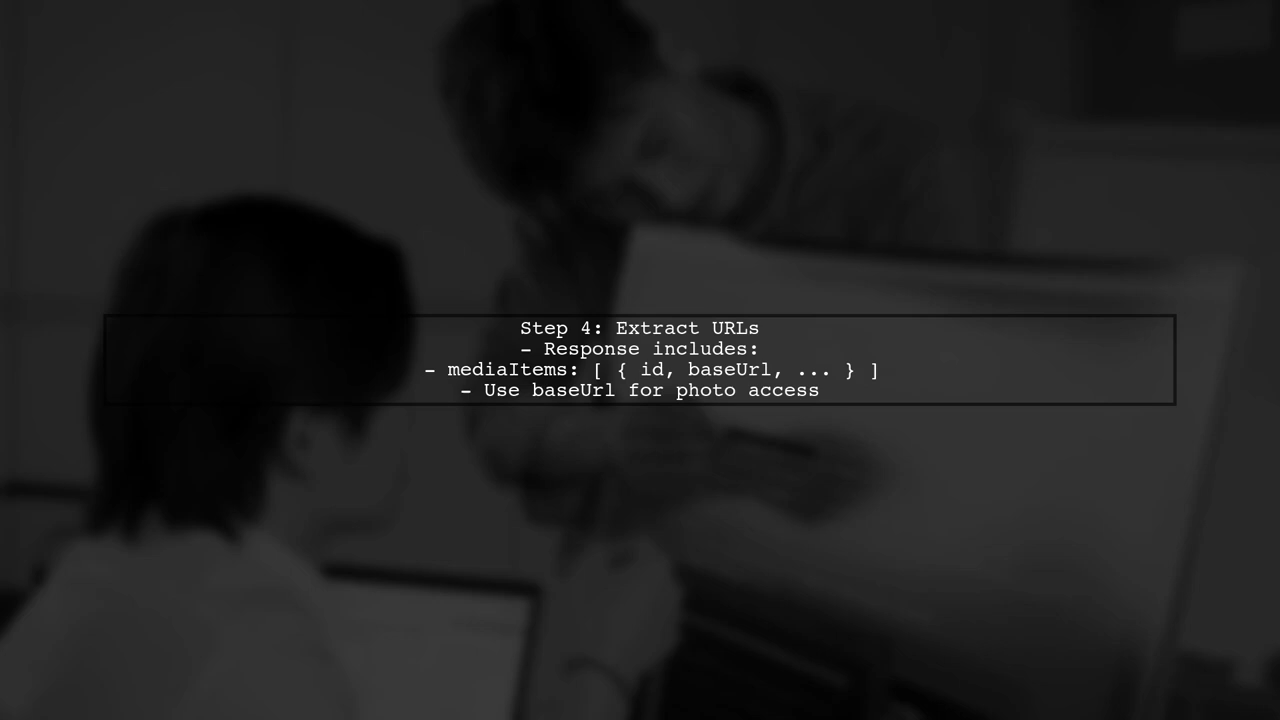 Step 4: Extract URLs
– Response includes:
– mediaItems: [ { id, baseUrl, ... } ]
– Use baseUrl for photo access